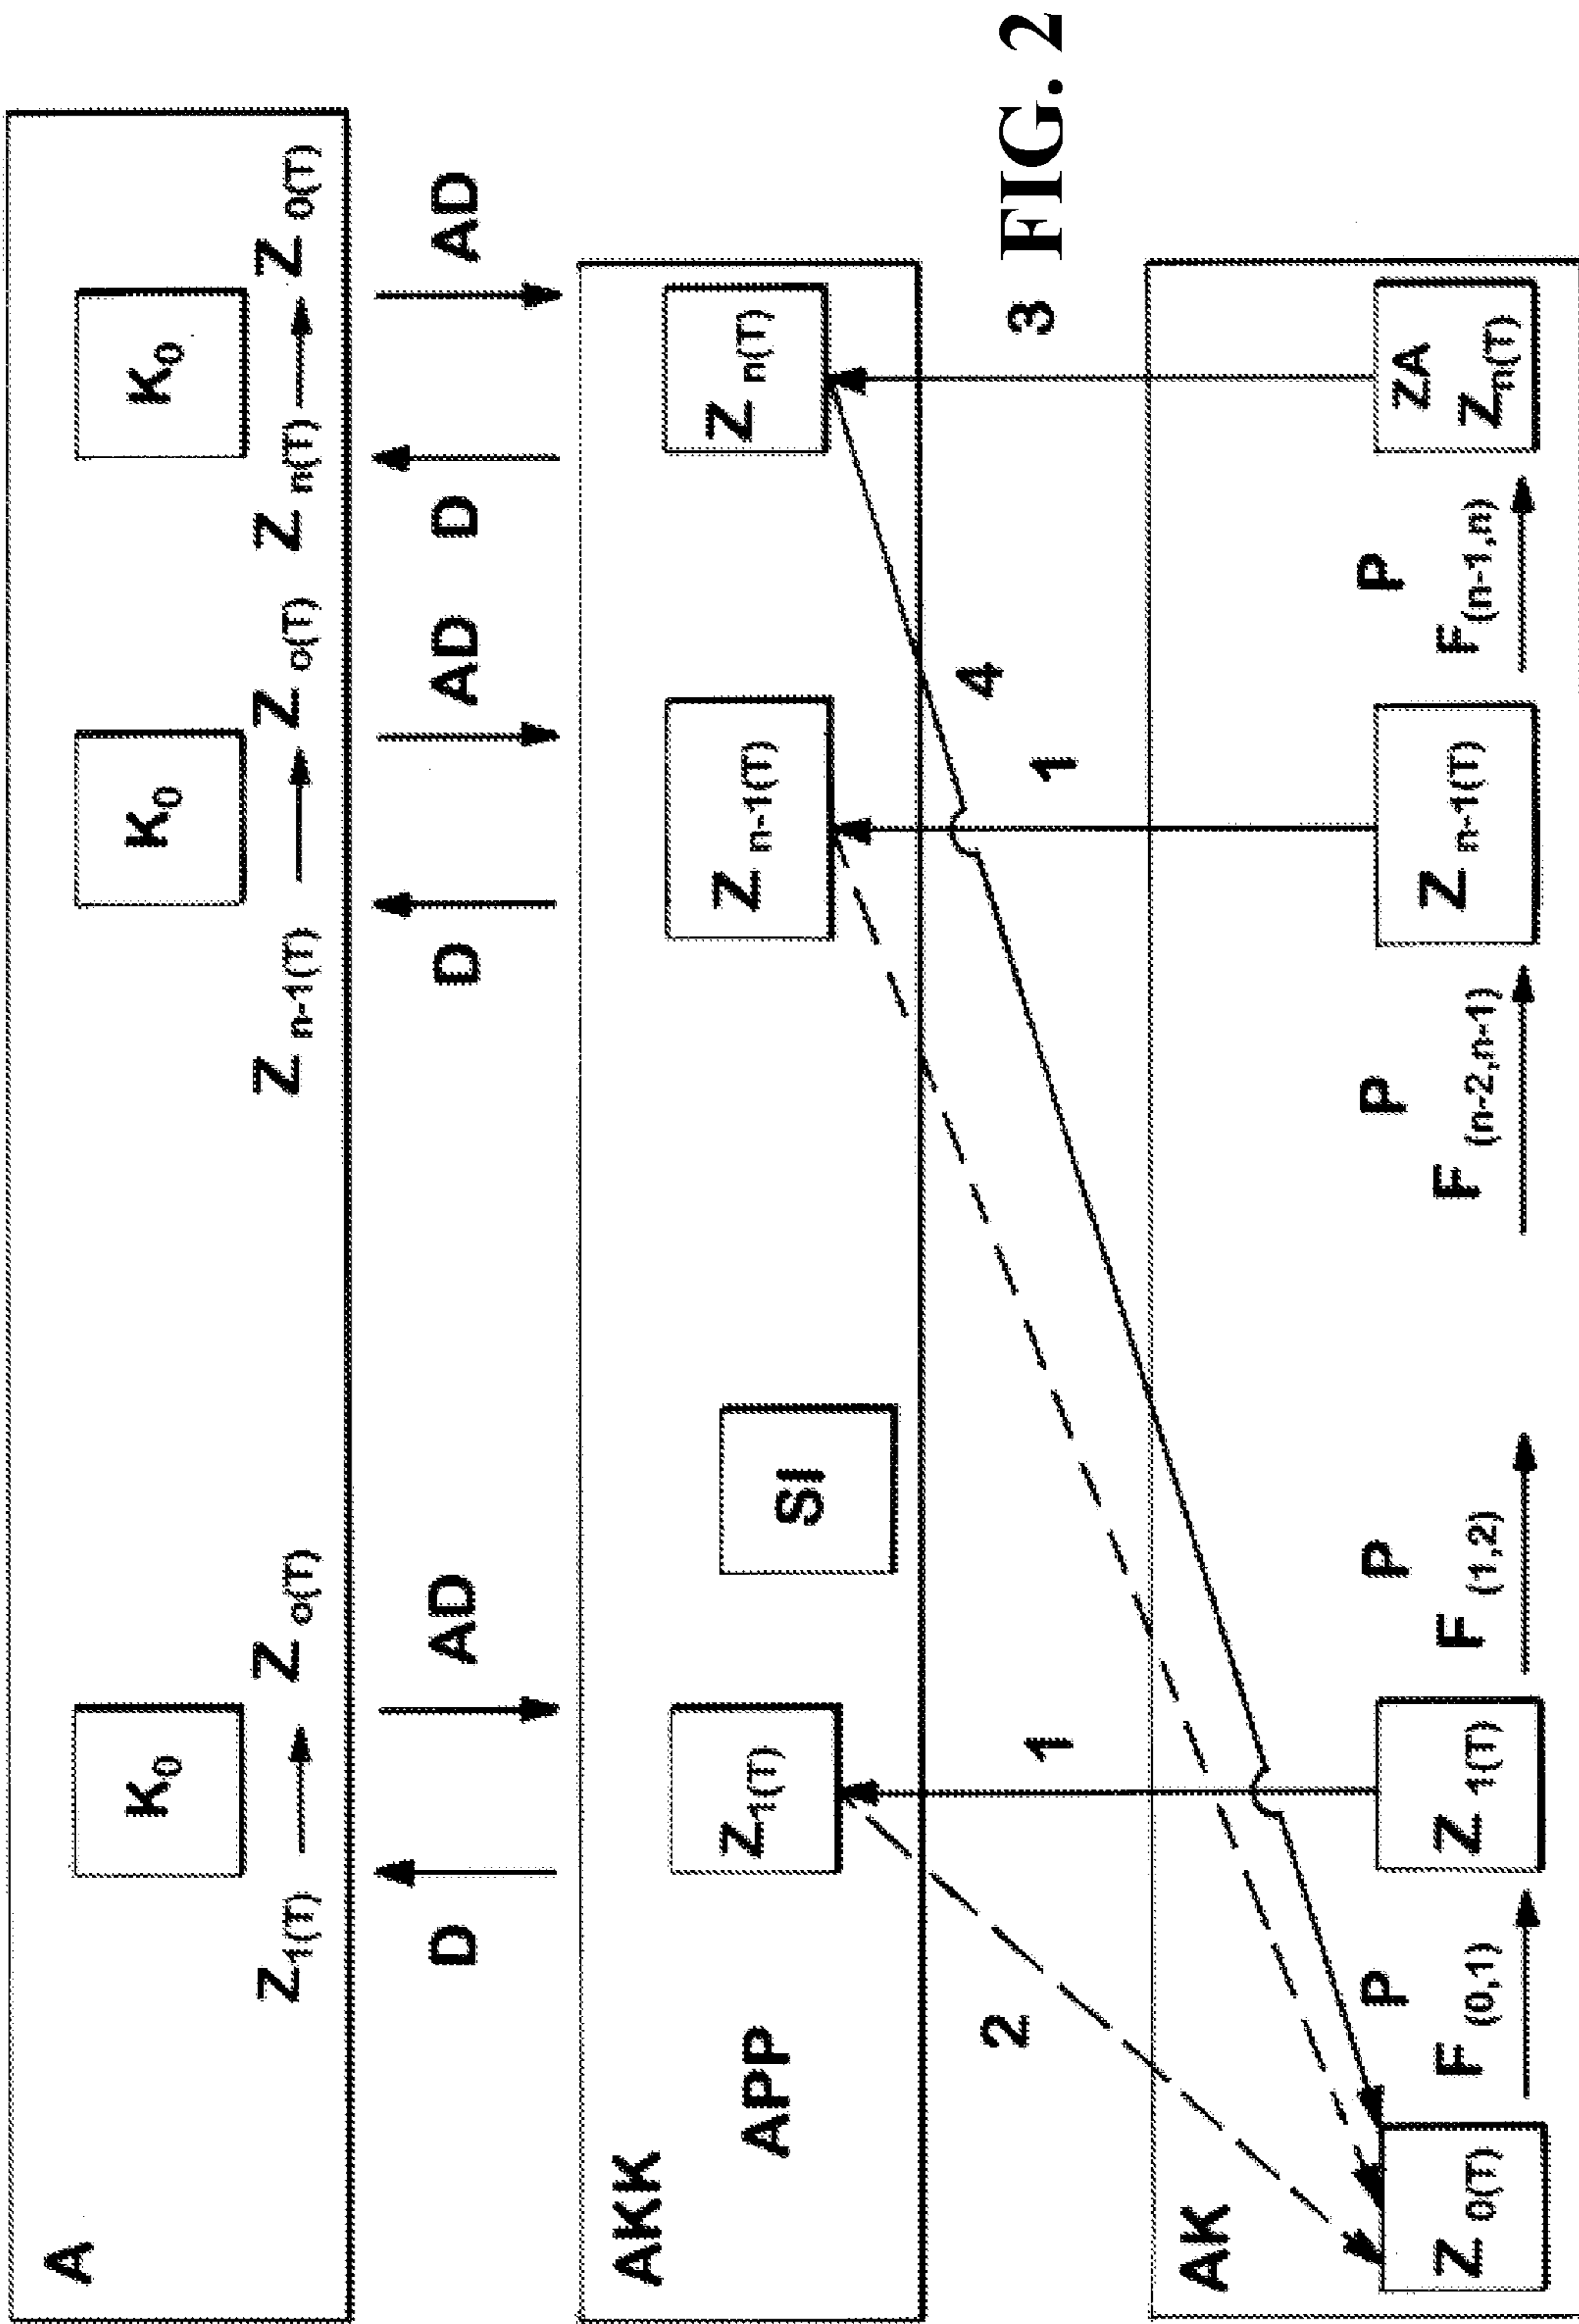 A
K0 K0 K0
Z1(T) Zo(T) Zn-1(T) Zo(T) Zn(T) Z0(T)
D AD D AD D AD
AKK
APP Z1(T) SI Zn-1(T) Zn(T)
2 1 4 1 3
FIG. 2
AK
P P P P ZA
Z0(T) F(0,1) Z1(T) F(1,2) F(n-2,n-1) Zn-1(T) F(n-1,n) Zn(T)